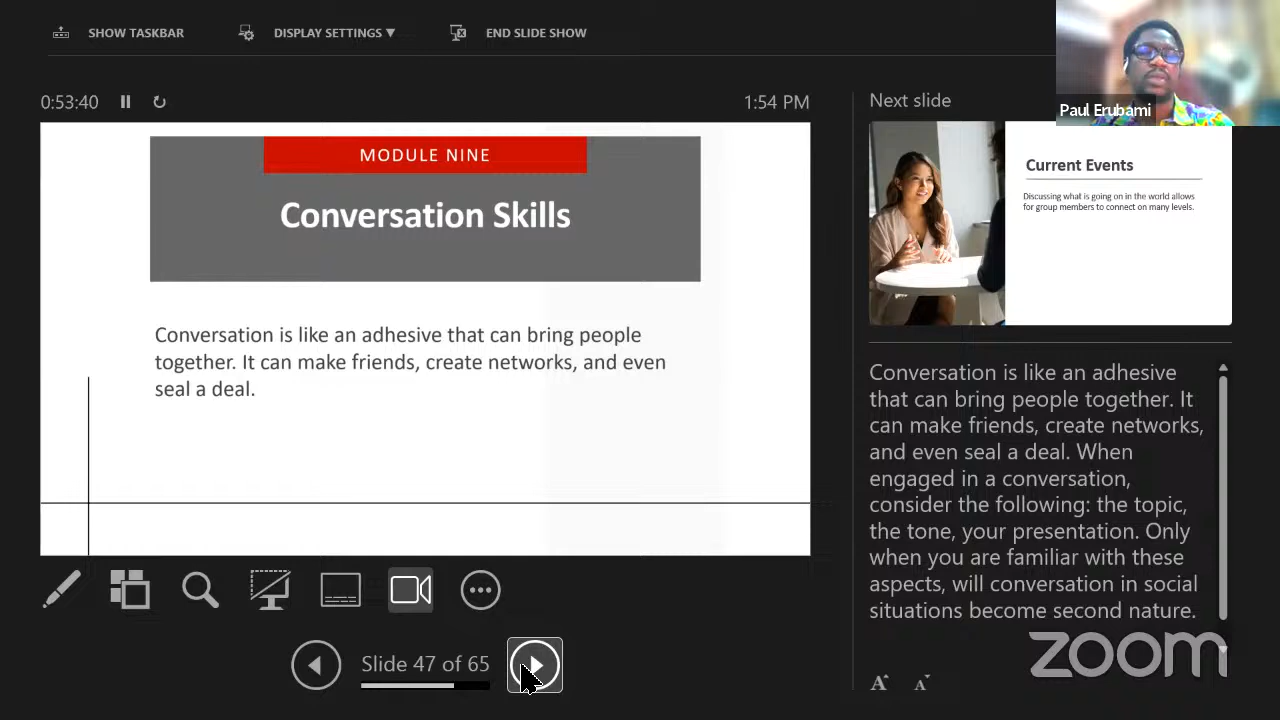 SHOW TASKBAR
DISPLAY SETTINGS ▼
END SLIDE SHOW
Paul Erubami
0:53:40
1:54 PM
MODULE NINE
Conversation Skills
Conversation is like an adhesive that can bring people
together. It can make friends, create networks, and even
seal a deal.
Slide 47 of 65
Next slide
Current Events
Discussing what is going on in the world allows
for group members to connect on many levels.
Conversation is like an adhesive
that can bring people together. It
can make friends, create networks,
and even seal a deal. When
engaged in a conversation,
consider the following: the topic,
the tone, your presentation. Only
when you are familiar with these
aspects, will conversation in social
situations become second nature.
A A
zoom